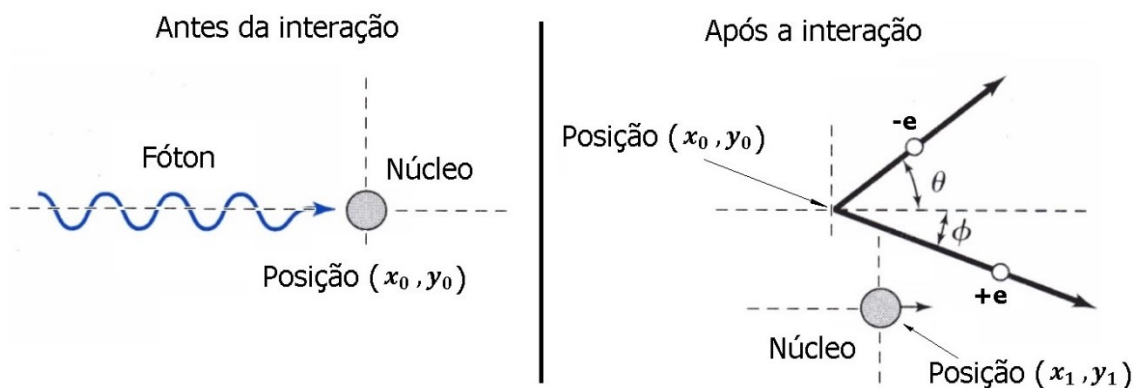 Antes da interação
Fóton
Núcleo
Posição (x₀ , y₀)
Após a interação
Posição (x₀ , y₀)
-e
θ
ϕ
+e
Núcleo
Posição (x₁ , y₁)